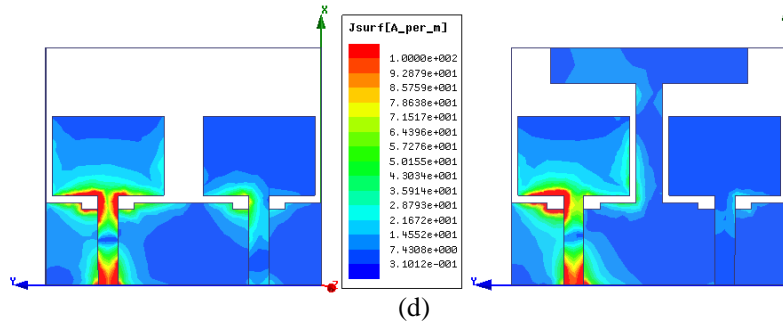 X
Jsurf[A_per_m]
1.0000e+002
9.2879e+001
8.5759e+001
7.8638e+001
7.1517e+001
6.4396e+001
5.7276e+001
5.0155e+001
4.3034e+001
3.5914e+001
2.8793e+001
2.1672e+001
1.4552e+001
7.4308e+000
3.1012e-001
Y
Z
Y
(d)